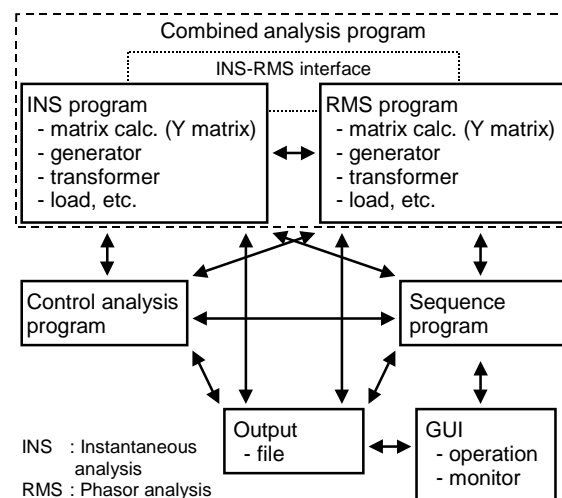 Combined analysis program
INS-RMS interface
INS program
- matrix calc. (Y matrix)
- generator
- transformer
- load, etc.
RMS program
- matrix calc. (Y matrix)
- generator
- transformer
- load, etc.
Control analysis
program
Sequence
program
Output
- file
GUI
- operation
- monitor
INS : Instantaneous
analysis
RMS : Phasor analysis